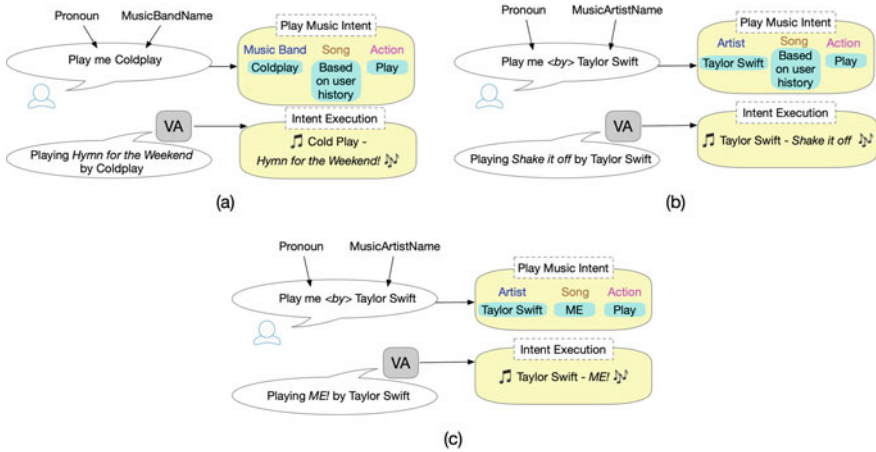 Pronoun MusicBandName
Play me Coldplay
Play Music Intent
Music Band Song Action
Coldplay Based on user history Play
VA
Playing Hymn for the Weekend
by Coldplay
Intent Execution
Cold Play -
Hymn for the Weekend!
(a)
Pronoun MusicArtistName
Play me <by> Taylor Swift
Play Music Intent
Artist Song Action
Taylor Swift Based on user history Play
VA
Playing Shake it off by Taylor Swift
Intent Execution
Taylor Swift - Shake it off
(b)
Pronoun MusicArtistName
Play me <by> Taylor Swift
Play Music Intent
Artist Song Action
Taylor Swift ME Play
VA
Playing ME! by Taylor Swift
Intent Execution
Taylor Swift - ME!
(c)